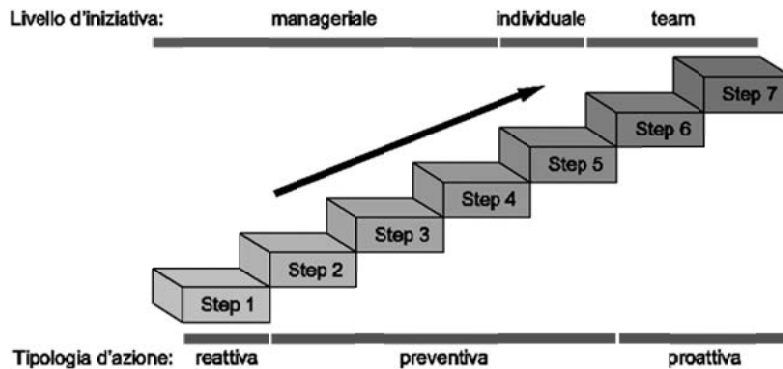 Livello d'iniziativa: manageriale individuale team
Step 7
Step 6
Step 5
Step 4
Step 3
Step 2
Step 1
Tipologia d'azione: reattiva preventiva proattiva